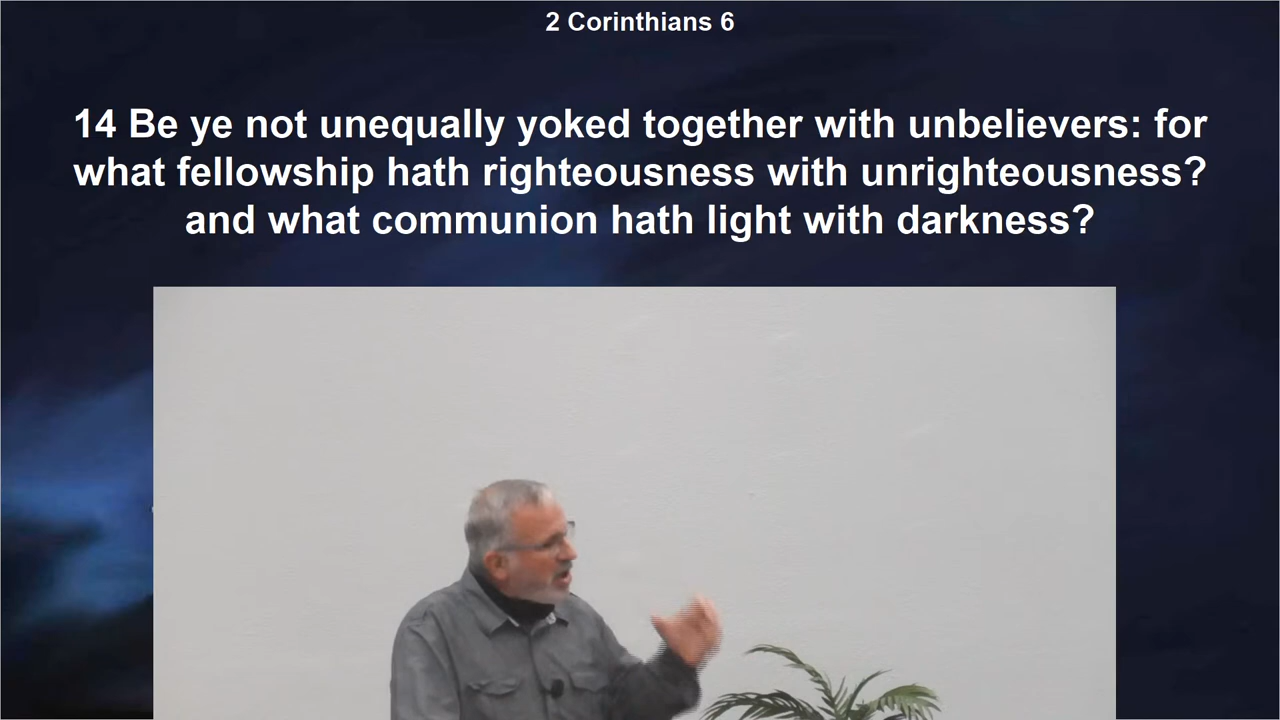 2 Corinthians 6
14 Be ye not unequally yoked together with unbelievers: for
what fellowship hath righteousness with unrighteousness?
and what communion hath light with darkness?